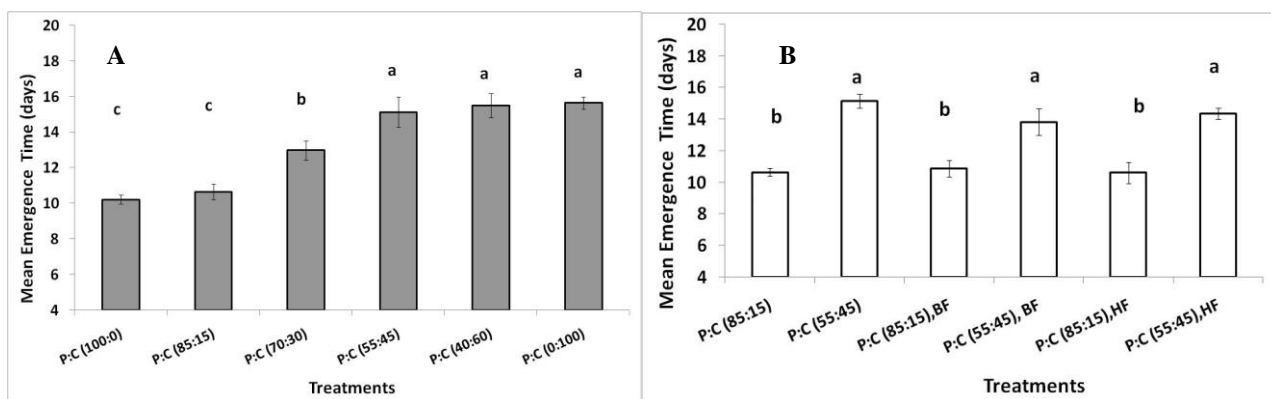 A
Mean Emergence Time (days)
20
18
16
14
12
10
8
6
4
c
c
b
a
a
a
P:C (100:0)
P:C (85:15)
P:C (70:30)
P:C (55:45)
P:C (40:60)
P:C (0:100)
Treatments
B
Mean Emergence Time (days)
20
18
16
14
12
10
8
6
4
b
a
b
a
b
a
P:C (85:15)
P:C (55:45)
P:C (85:15),BF
P:C (55:45), BF
P:C (85:15),HF
P:C (55:45),HF
Treatments